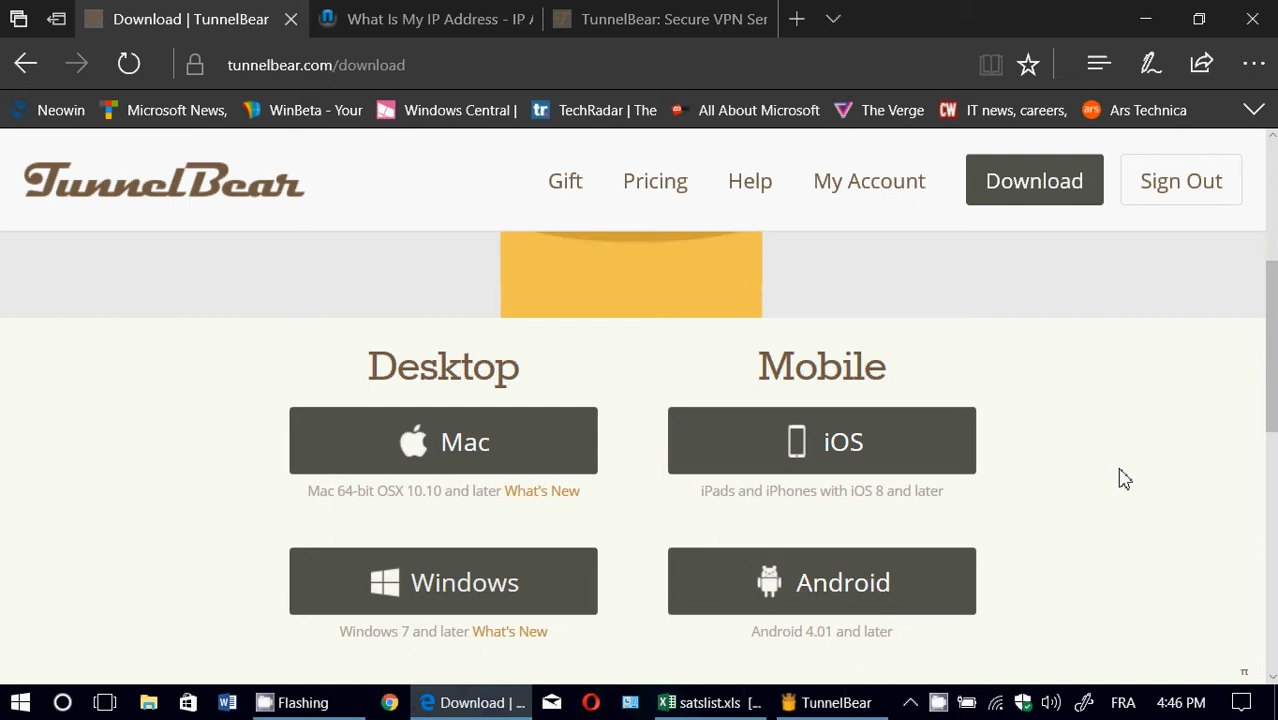 Download | TunnelBear
What Is My IP Address - IP A
TunnelBear: Secure VPN Ser
tunnelbear.com/download
Neowin
Microsoft News,
WinBeta - Your
Windows Central |
tr TechRadar | The
All About Microsoft
The Verge
CW IT news, careers,
ars Ars Technica
TunnelBear
Gift
Pricing
Help
My Account
Download
Sign Out
Desktop
Mobile
Mac
iOS
Mac 64-bit OSX 10.10 and later What's New
iPads and iPhones with iOS 8 and later
Windows
Android
Windows 7 and later What's New
Android 4.01 and later
π
Flashing
Download | ...
satslist.xls [...
TunnelBear
FRA
4:46 PM